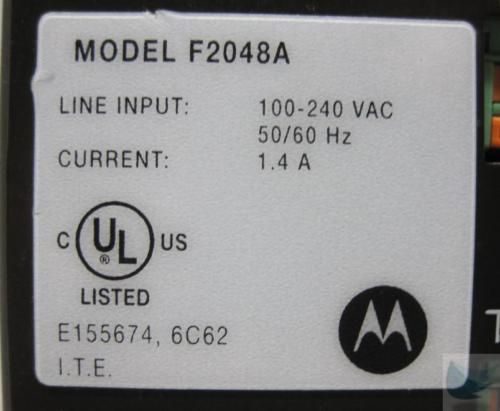 MODEL F2048A
LINE INPUT: 100-240 VAC
50/60 Hz
CURRENT: 1.4 A
C UL ® US
LISTED
E155674, 6C62
I.T.E.
T